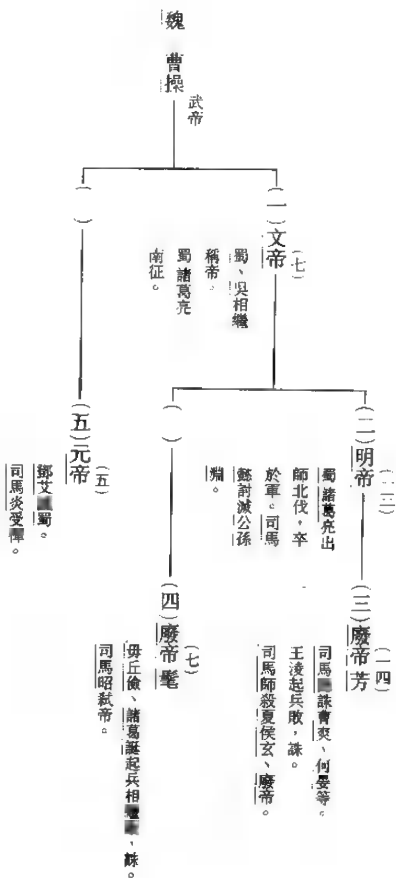 魏 曹操
武帝
(一)文帝
(七)
蜀、吳相繼
稱帝。
蜀諸葛亮
南征。
( )
(二)明帝
(一三)
蜀諸葛亮出
師北伐，卒
於軍。司馬
懿討滅公孫
淵。
(三)廢帝芳
(一四)
司馬 誅曹爽、何晏等。
王淩起兵敗，誅。
司馬師殺夏侯玄、廢帝。
( )
(四)廢帝髦
(七)
毋丘儉、諸葛誕起兵相 、誅。
司馬昭弒帝。
(五)元帝
(五)
鄧艾 蜀。
司馬炎受禪。